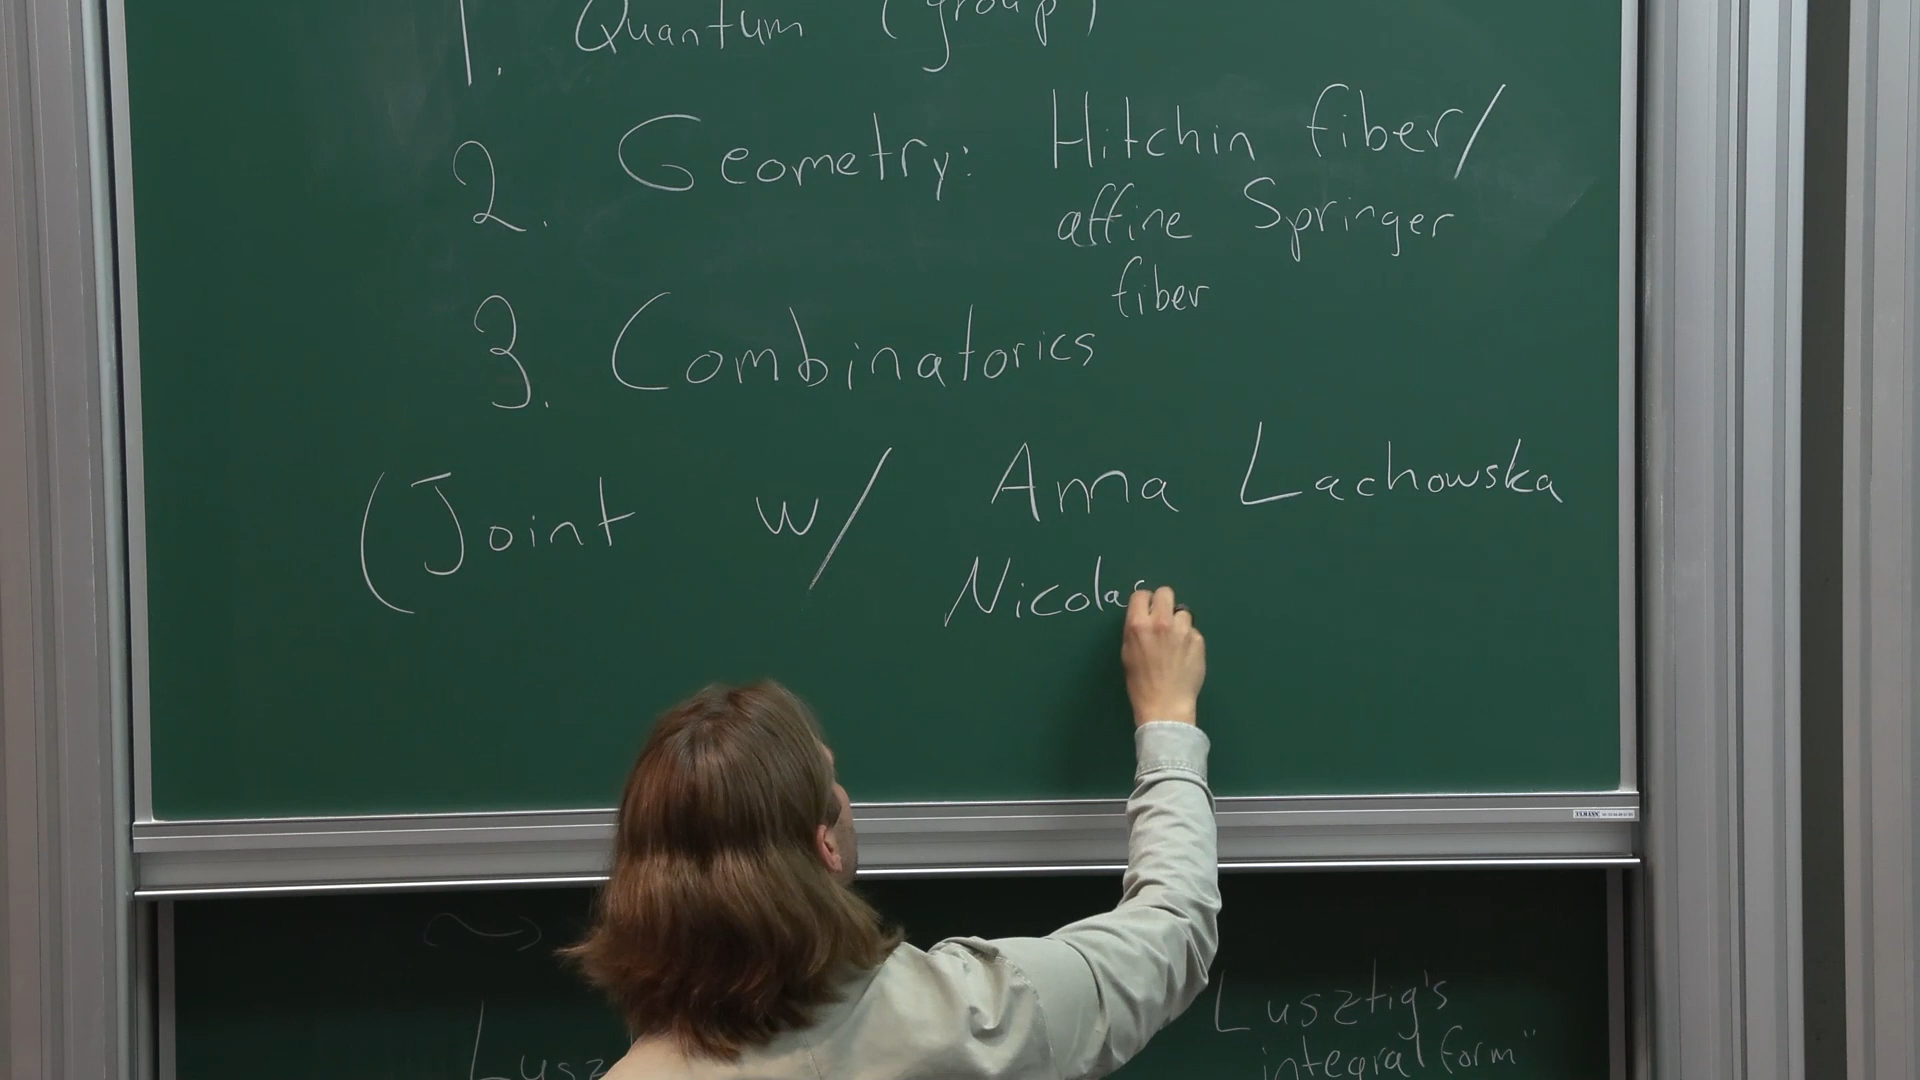 1. Quantum (group)
2. Geometry: Hitchin fiber/
affine Springer
fiber
3. Combinatorics
(Joint w/ Anna Lachowska
Nicolas
Lusztig's
integral form"